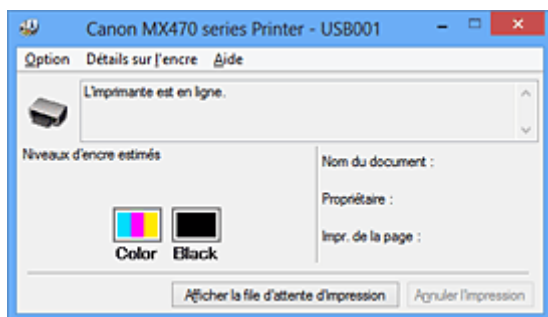 Canon MX470 series Printer - USB001
Option Détails sur l'encre Aide
L'imprimante est en ligne.
Niveaux d'encre estimés
Nom du document :
Propriétaire :
Impr. de la page :
Color Black
Afficher la file d'attente d'impression Annuler l'impression